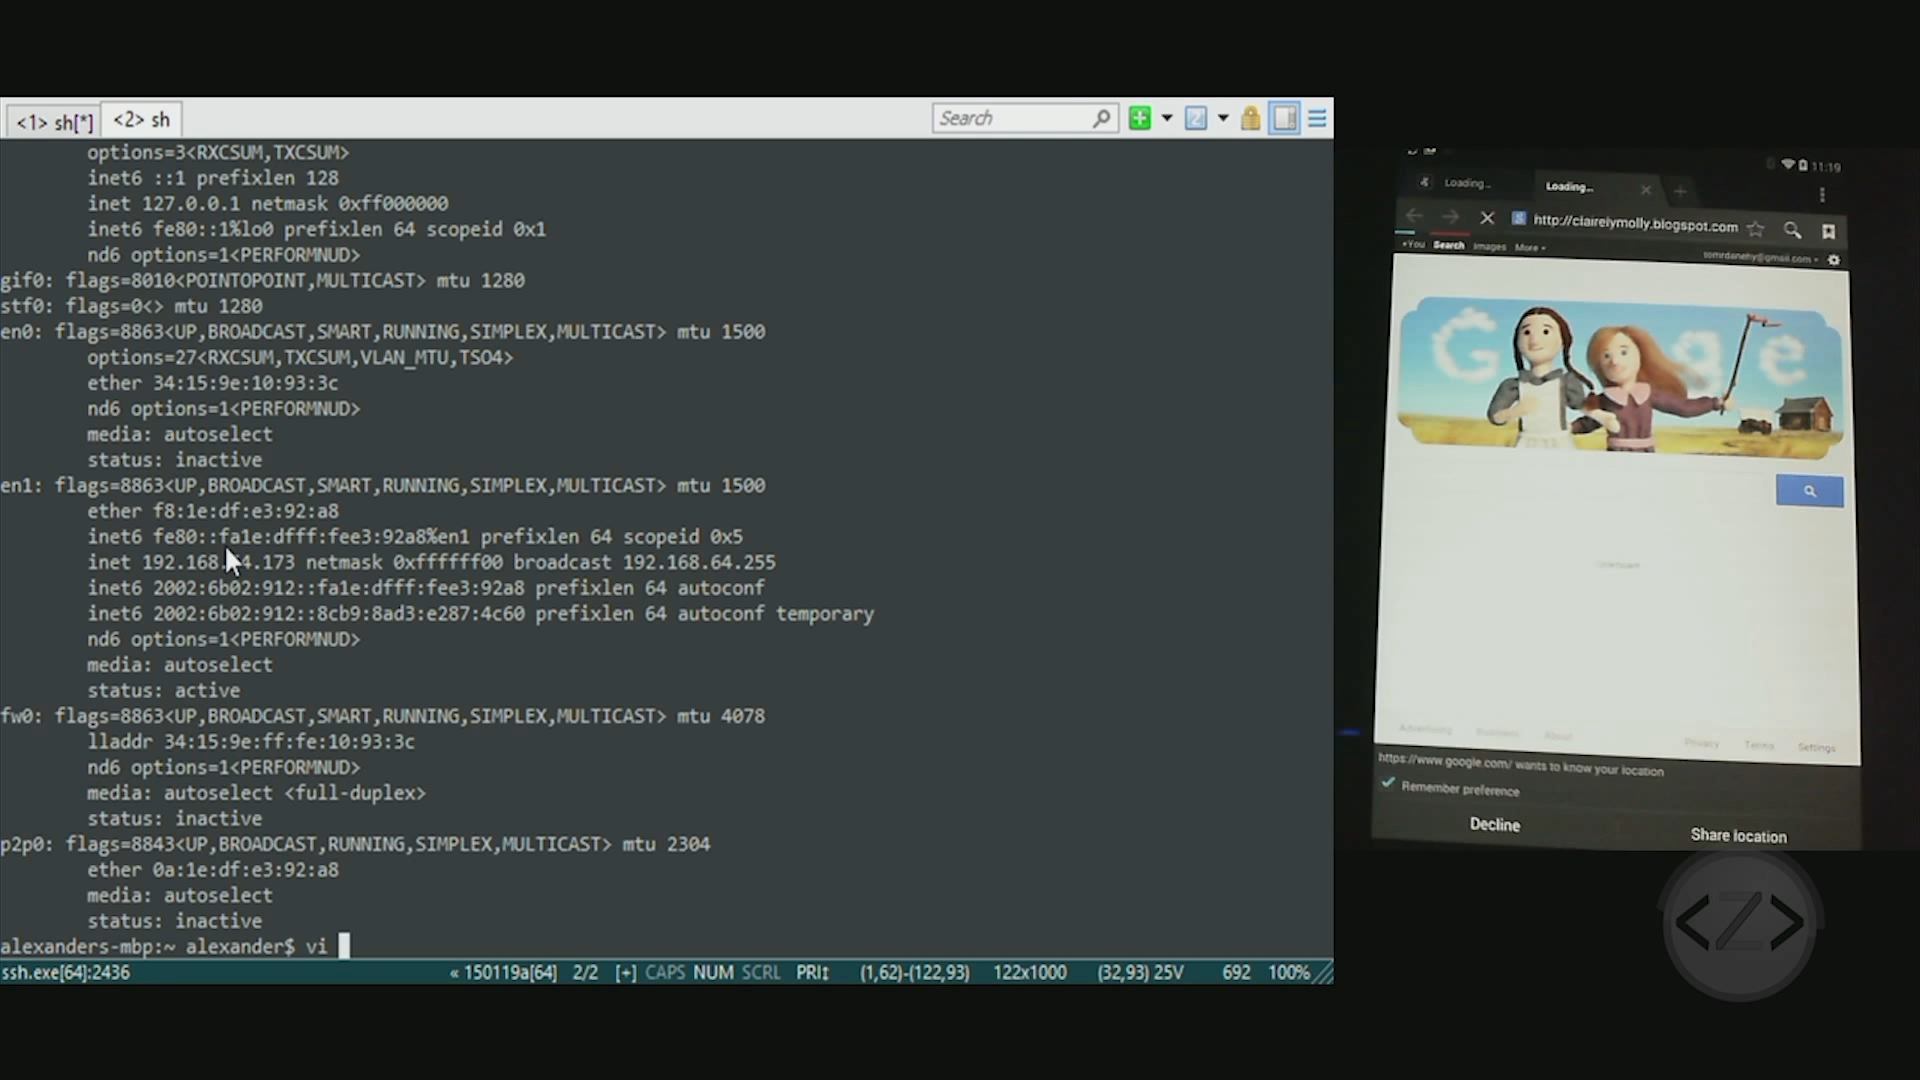 <1> sh[*]
<2> sh
Search
options=3<RXCSUM,TXCSUM>
inet6 ::1 prefixlen 128
inet 127.0.0.1 netmask 0xff000000
inet6 fe80::1%lo0 prefixlen 64 scopeid 0x1
nd6 options=1<PERFORMNUD>
gif0: flags=8010<POINTOPOINT,MULTICAST> mtu 1280
stf0: flags=0<> mtu 1280
en0: flags=8863<UP,BROADCAST,SMART,RUNNING,SIMPLEX,MULTICAST> mtu 1500
options=27<RXCSUM,TXCSUM,VLAN_MTU,TSO4>
ether 34:15:9e:10:93:3c
nd6 options=1<PERFORMNUD>
media: autoselect
status: inactive
en1: flags=8863<UP,BROADCAST,SMART,RUNNING,SIMPLEX,MULTICAST> mtu 1500
ether f8:1e:df:e3:92:a8
inet6 fe80::fa1e:dfff:fee3:92a8%en1 prefixlen 64 scopeid 0x5
inet 192.168.64.173 netmask 0xffffff00 broadcast 192.168.64.255
inet6 2002:6b02:912::fa1e:dfff:fee3:92a8 prefixlen 64 autoconf
inet6 2002:6b02:912::8cb9:8ad3:e287:4c60 prefixlen 64 autoconf temporary
nd6 options=1<PERFORMNUD>
media: autoselect
status: active
fw0: flags=8863<UP,BROADCAST,SMART,RUNNING,SIMPLEX,MULTICAST> mtu 4078
lladdr 34:15:9e:ff:fe:10:93:3c
nd6 options=1<PERFORMNUD>
media: autoselect <full-duplex>
status: inactive
p2p0: flags=8843<UP,BROADCAST,RUNNING,SIMPLEX,MULTICAST> mtu 2304
ether 0a:1e:df:e3:92:a8
media: autoselect
status: inactive
alexanders-mbp:~ alexander$ vi
ssh.exe[64]:2436
« 150119a[64] 2/2 [+] CAPS NUM SCRL PRI↕ (1,62)-(122,93) 122x1000 (32,93) 25V 692 100%
11:19
Loading...
Loading...
http://claireiymolly.blogspot.com
+You Search Images More
tomrdanehy@gmail.com
G g e
Advertising Business About
Privacy Terms Settings
https://www.google.com/ wants to know your location
Remember preference
Decline
Share location
<Z>